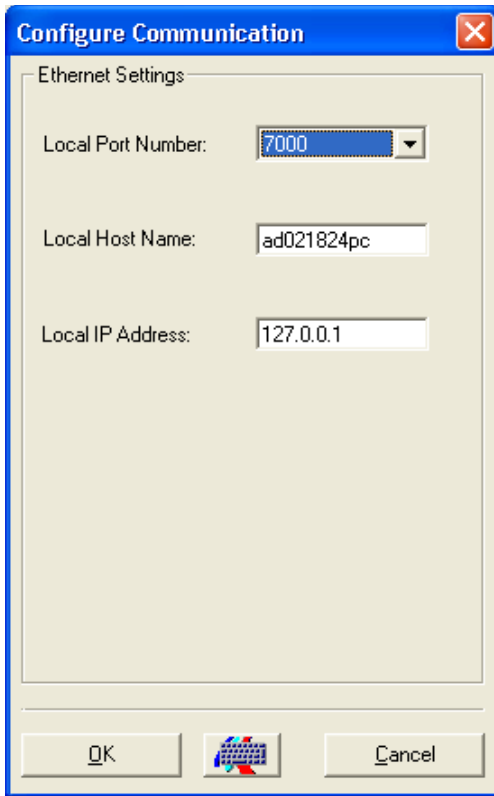 Configure Communication
Ethernet Settings
Local Port Number: 7000
Local Host Name: ad021824pc
Local IP Address: 127.0.0.1
OK Cancel